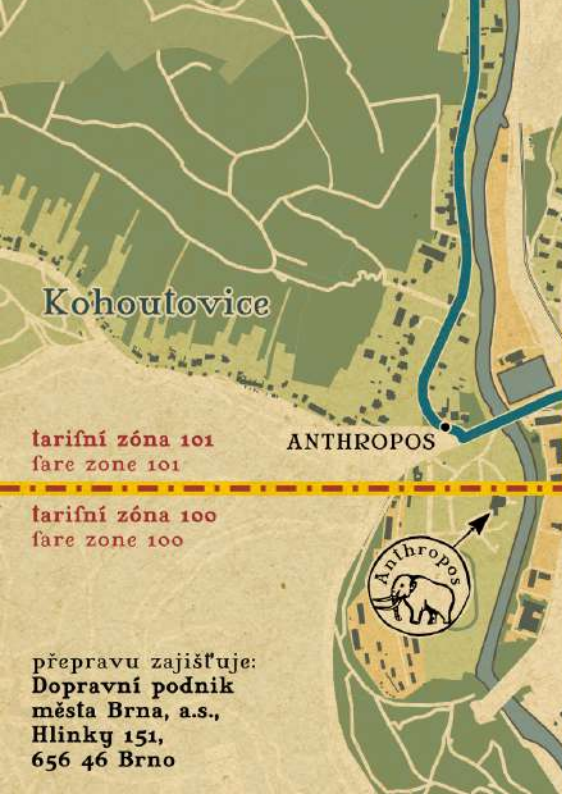 Kohoutovice
tarifní zóna 101
fare zone 101
ANTHROPOS
tarifní zóna 100
fare zone 100
Anthropos
přepravu zajišťuje:
Dopravní podnik
města Brna, a.s.,
Hlinky 151,
656 46 Brno